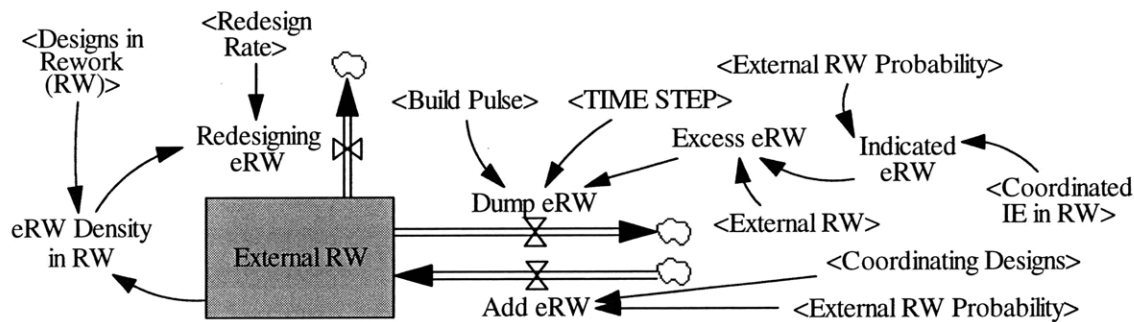 <Designs in
Rework
(RW)>
<Redesign
Rate>
<External RW Probability>
<Build Pulse>
<TIME STEP>
Redesigning
eRW
Excess eRW
Indicated
eRW
<Coordinated
IE in RW>
Dump eRW
<External RW>
eRW Density
in RW
External RW
<Coordinating Designs>
Add eRW
<External RW Probability>